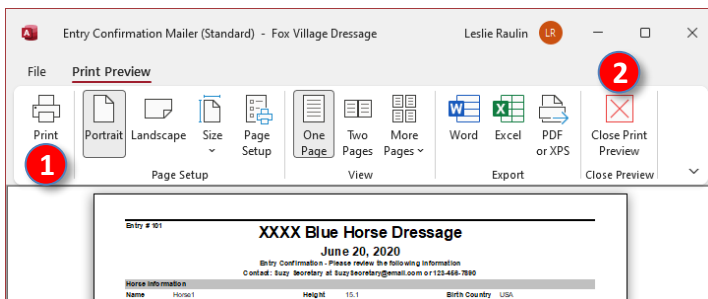 Entry Confirmation Mailer (Standard) - Fox Village Dressage Leslie Raulin LR
File Print Preview
2
Print Portrait Landscape Size Page Setup One Page Two Pages More Pages Word Excel PDF or XPS Close Print Preview
1
Page Setup View Export Close Preview
Entry # 101
XXXX Blue Horse Dressage
June 20, 2020
Entry Confirmation - Please review the following information
Contact: Suzy Secretary at SuzySecretary@email.com or 123-456-7890
Horse Information
Name Horse1 Height 15.1 Birth Country USA